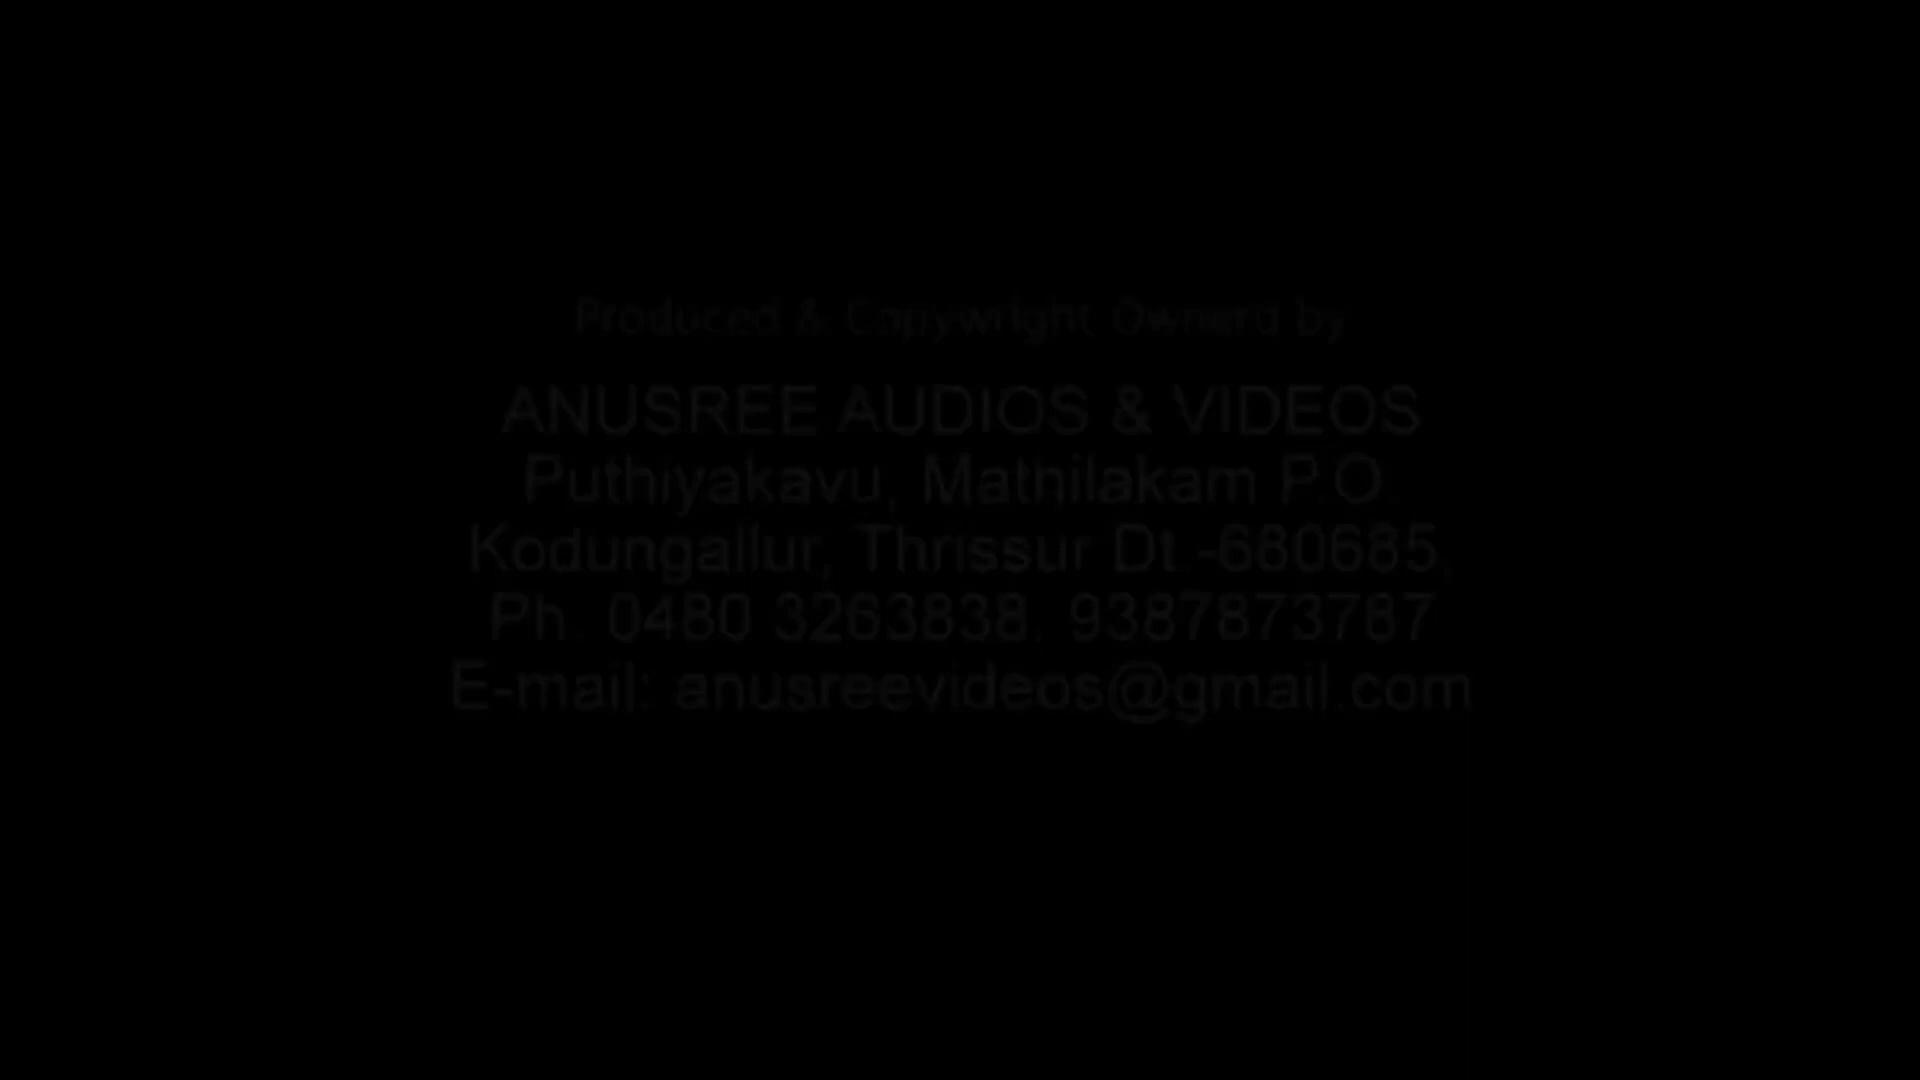 Produced & Copywright Ownerd by
ANUSREE AUDIOS & VIDEOS
Puthiyakavu, Mathilakam P.O.
Kodungallur, Thrissur Dt.-680685,
Ph. 0480 3263838, 9387873787
E-mail: anusreevideos@gmail.com